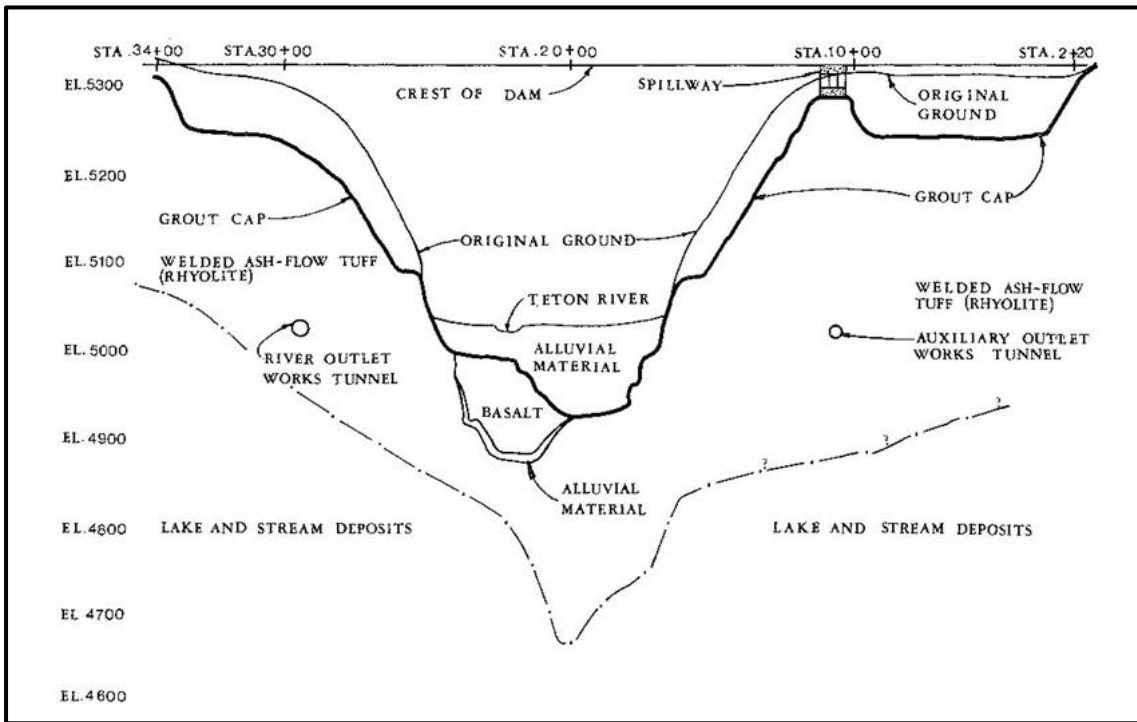 STA.34+00 STA.30+00 STA.20+00 STA.10+00 STA.2+20
EL.5300
CREST OF DAM
SPILLWAY
ORIGINAL
GROUND
EL.5200
GROUT CAP
GROUT CAP
ORIGINAL GROUND
EL.5100
WELDED ASH-FLOW TUFF
(RHYOLITE)
TETON RIVER
WELDED ASH-FLOW
TUFF (RHYOLITE)
EL.5000
RIVER OUTLET
WORKS TUNNEL
ALLUVIAL
MATERIAL
AUXILIARY OUTLET
WORKS TUNNEL
BASALT
?
EL.4900
?
?
ALLUVIAL
MATERIAL
EL.4800
LAKE AND STREAM DEPOSITS
LAKE AND STREAM DEPOSITS
EL.4700
EL.4600